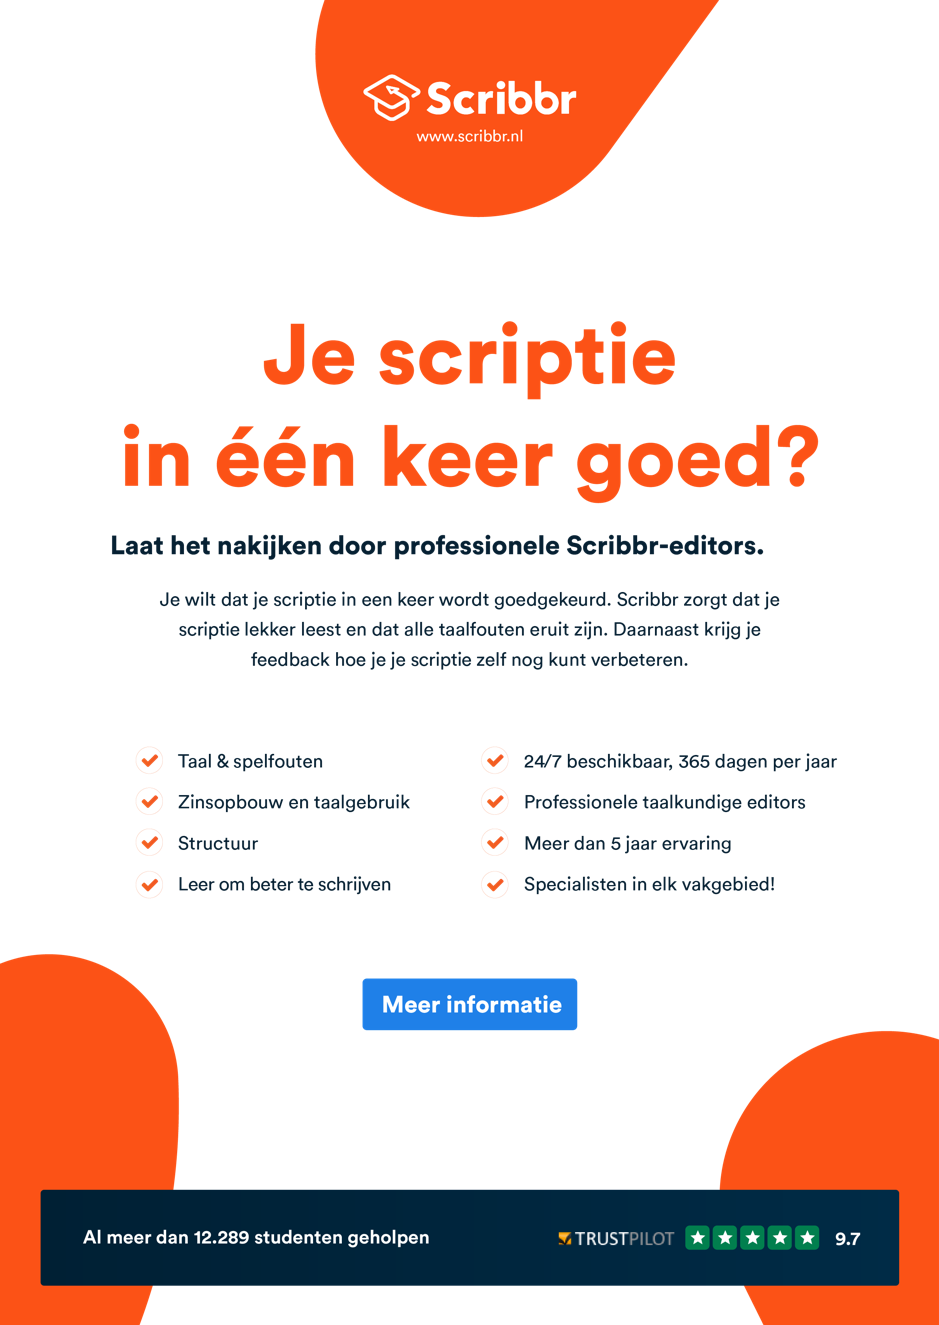 Scribbr
www.scribbr.nl
Je scriptie
in één keer goed?
Laat het nakijken door professionele Scribbr-editors.
Je wilt dat je scriptie in een keer wordt goedgekeurd. Scribbr zorgt dat je
scriptie lekker leest en dat alle taalfouten eruit zijn. Daarnaast krijg je
feedback hoe je je scriptie zelf nog kunt verbeteren.
Taal & spelfouten
Zinsopbouw en taalgebruik
Structuur
Leer om beter te schrijven
24/7 beschikbaar, 365 dagen per jaar
Professionele taalkundige editors
Meer dan 5 jaar ervaring
Specialisten in elk vakgebied!
Meer informatie
Al meer dan 12.289 studenten geholpen
TRUSTPILOT 9.7